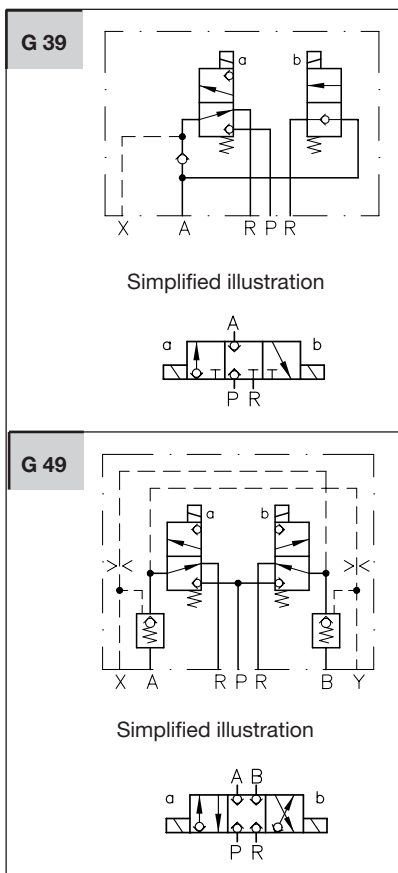 G 39
a b
X A R P R
Simplified illustration
A
a b
P R
G 49
a b
X A R P R B Y
Simplified illustration
A B
a b
P R